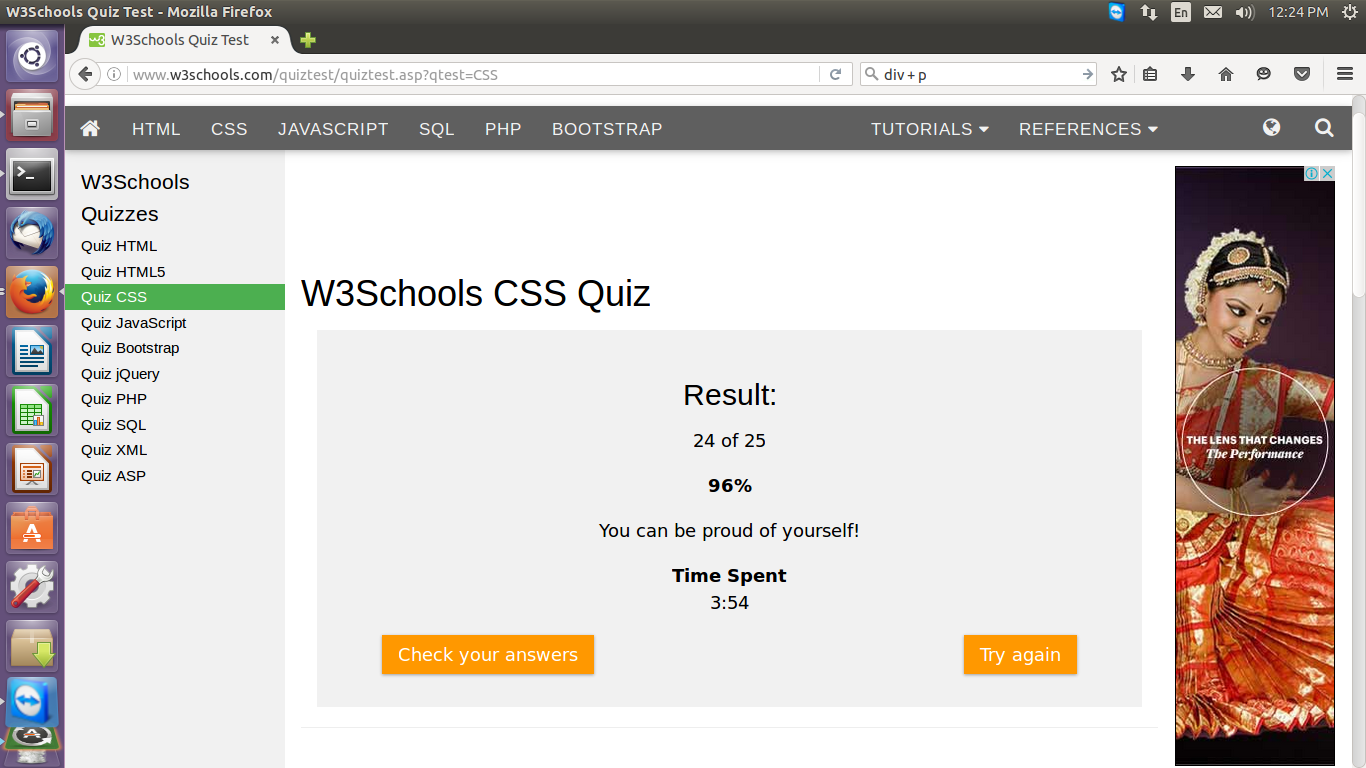 W3Schools Quiz Test - Mozilla Firefox
En
12:24 PM
W3Schools Quiz Test
www.w3schools.com/quiztest/quiztest.asp?qtest=CSS
div+p
HTML CSS JAVASCRIPT SQL PHP BOOTSTRAP TUTORIALS REFERENCES
W3Schools
Quizzes
Quiz HTML
Quiz HTML5
Quiz CSS
Quiz JavaScript
Quiz Bootstrap
Quiz jQuery
Quiz PHP
Quiz SQL
Quiz XML
Quiz ASP
W3Schools CSS Quiz
Result:
24 of 25
96%
You can be proud of yourself!
Time Spent
3:54
Check your answers
Try again
THE LENS THAT CHANGES
The Performance